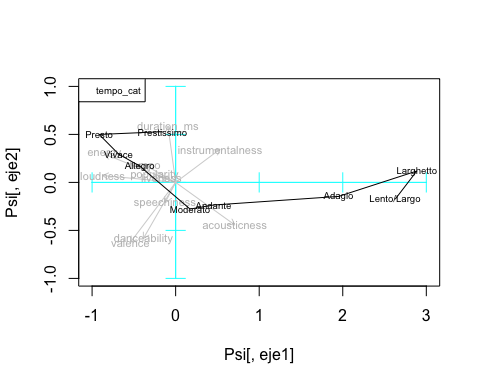 tempo_cat
Psi[, eje2]
1.0
0.5
0.0
-0.5
-1.0
duration_ms
Presto
Prestissimo
instrumentalness
Vivace
Allegro
Larghetto
loudness
Adagio
Lento/Largo
speechiness
Andante
Moderato
acousticness
danceability
valence
-1
0
1
2
3
Psi[, eje1]